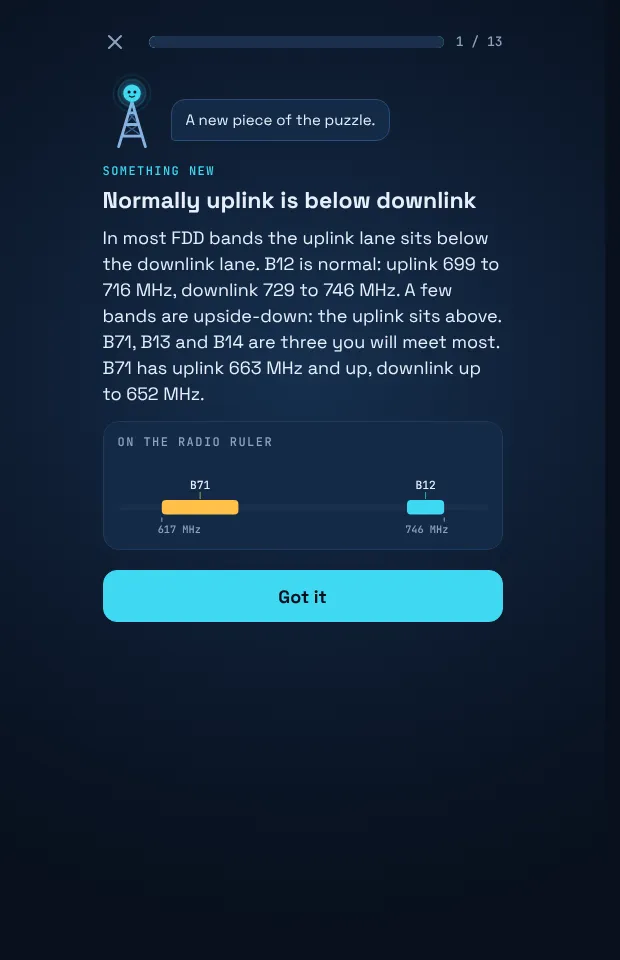 1 / 13
A new piece of the puzzle.
SOMETHING NEW
Normally uplink is below downlink
In most FDD bands the uplink lane sits below
the downlink lane. B12 is normal: uplink 699 to
716 MHz, downlink 729 to 746 MHz. A few
bands are upside-down: the uplink sits above.
B71, B13 and B14 are three you will meet most.
B71 has uplink 663 MHz and up, downlink up
to 652 MHz.
ON THE RADIO RULER
B71 B12
617 MHz 746 MHz
Got it